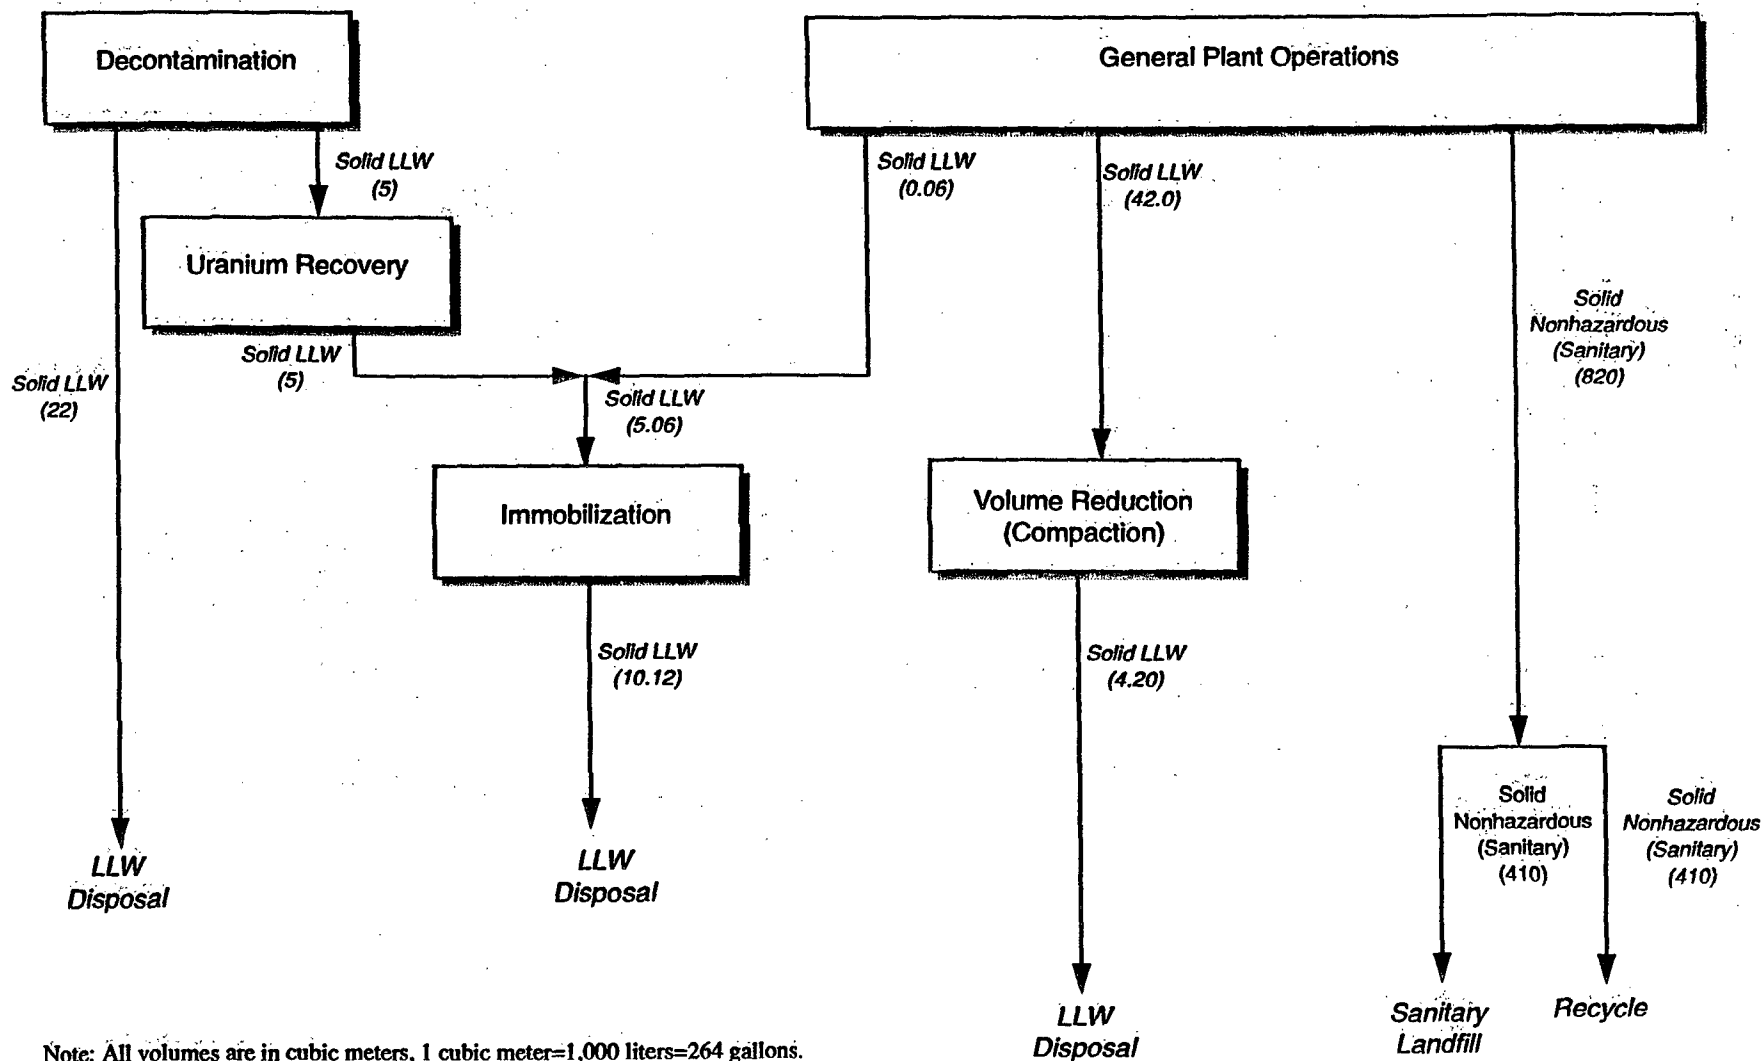 Decontamination
General Plant Operations
Solid LLW
(5)
Solid LLW
(0.06)
Solid LLW
(42.0)
Uranium Recovery
Solid
Nonhazardous
(Sanitary)
(820)
Solid LLW
(5)
Solid LLW
(22)
Solid LLW
(5.06)
Immobilization
Volume Reduction
(Compaction)
Solid LLW
(10.12)
Solid LLW
(4.20)
Solid
Nonhazardous
(Sanitary)
(410)
Solid
Nonhazardous
(Sanitary)
(410)
LLW
Disposal
LLW
Disposal
LLW
Disposal
Sanitary
Landfill
Recycle
Note: All volumes are in cubic meters, 1 cubic meter=1,000 liters=264 gallons.